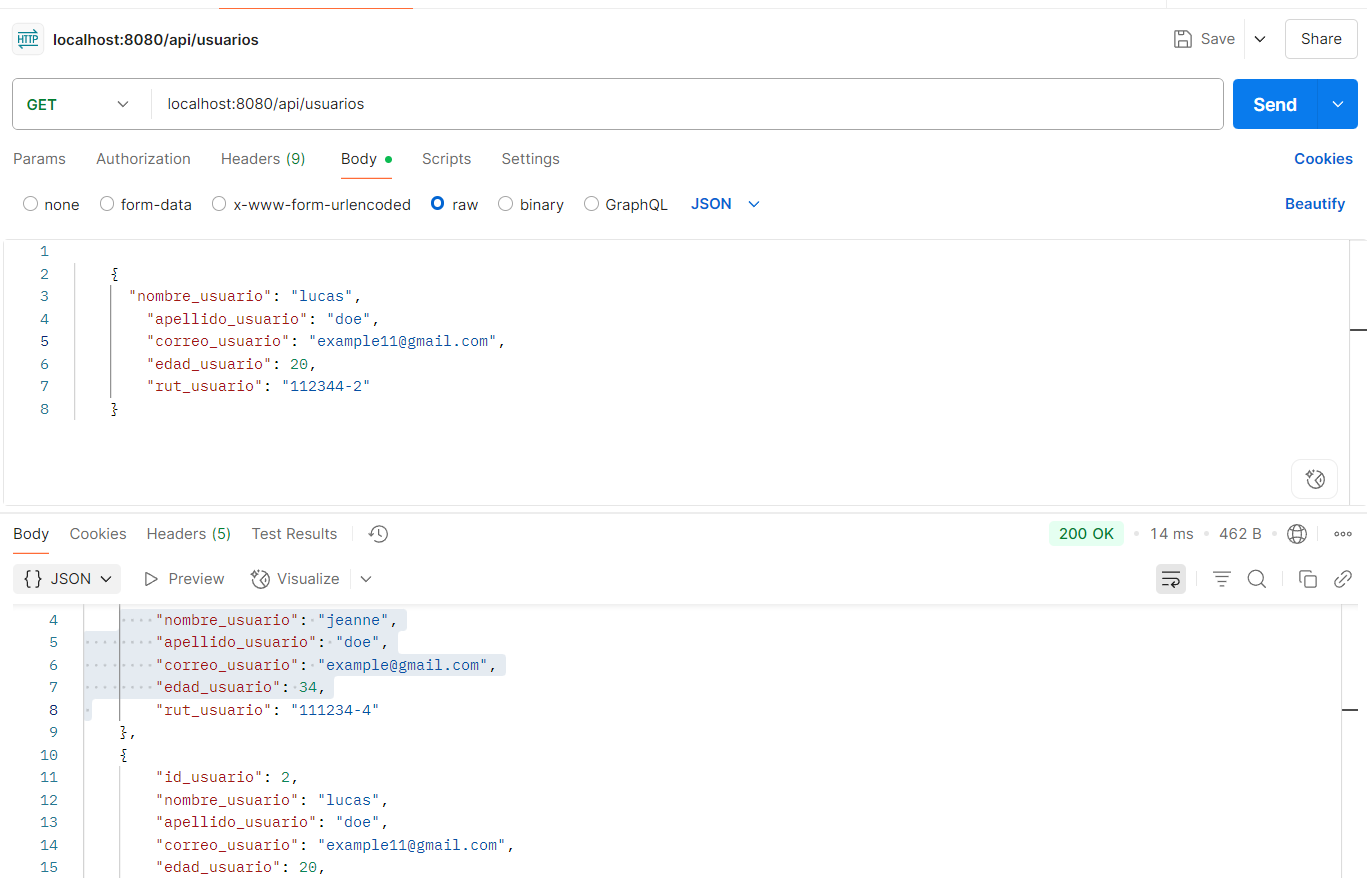 HTTP localhost:8080/api/usuarios Save Share
GET localhost:8080/api/usuarios Send
Params Authorization Headers (9) Body Scripts Settings Cookies
none form-data x-www-form-urlencoded raw binary GraphQL JSON Beautify
1
2 {
3 "nombre_usuario": "lucas",
4 "apellido_usuario": "doe",
5 "correo_usuario": "example11@gmail.com",
6 "edad_usuario": 20,
7 "rut_usuario": "112344-2"
8 }
Body Cookies Headers (5) Test Results 200 OK • 14 ms • 462 B •
{} JSON Preview Visualize
4 "nombre_usuario": "jeanne",
5 "apellido_usuario": "doe",
6 "correo_usuario": "example@gmail.com",
7 "edad_usuario": 34,
8 "rut_usuario": "111234-4"
9 },
10 {
11 "id_usuario": 2,
12 "nombre_usuario": "lucas",
13 "apellido_usuario": "doe",
14 "correo_usuario": "example11@gmail.com",
15 "edad_usuario": 20,